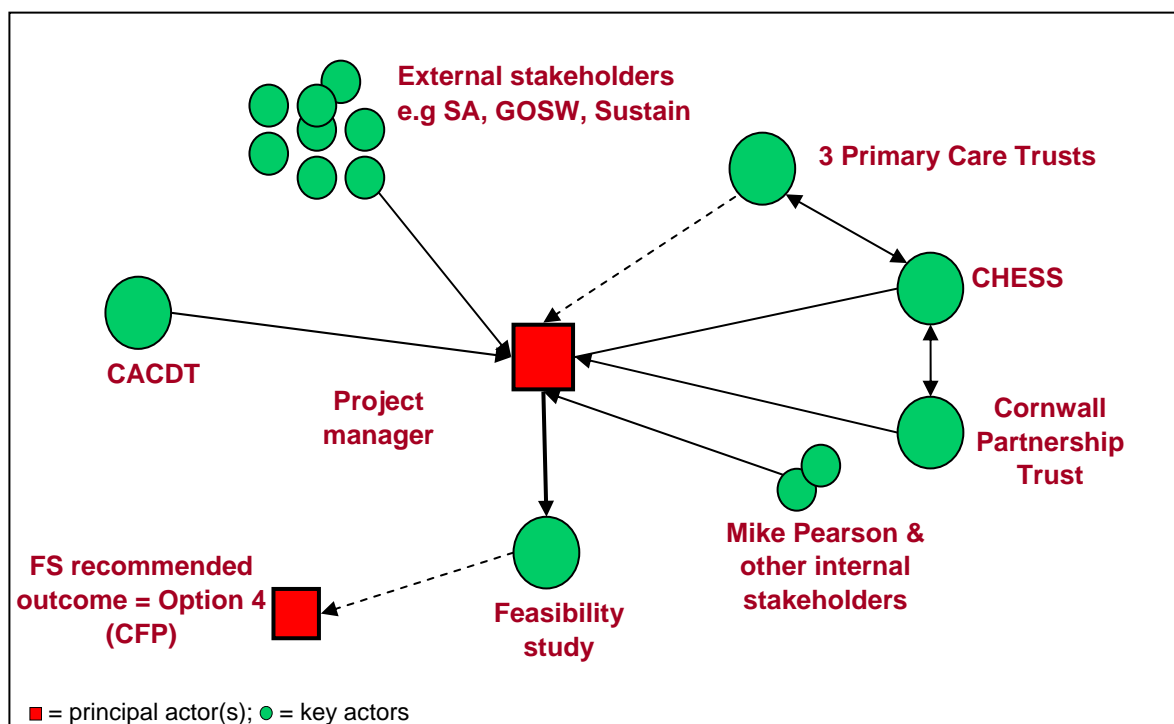 External stakeholders
e.g SA, GOSW, Sustain
3 Primary Care Trusts
CHESS
CACDT
Project
manager
Cornwall
Partnership
Trust
Mike Pearson &
other internal
stakeholders
FS recommended
outcome = Option 4
(CFP)
Feasibility
study
= principal actor(s); = key actors